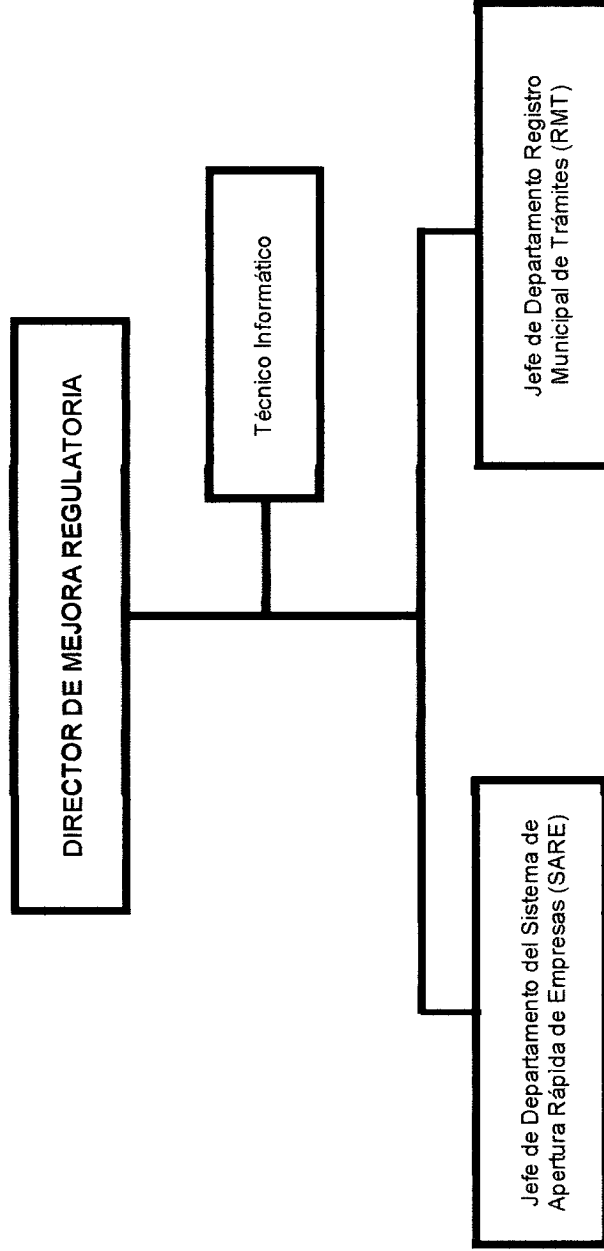 DIRECTOR DE MEJORA REGULATORIA
Técnico Informático
Jefe de Departamento del Sistema de
Apertura Rápida de Empresas (SARE)
Jefe de Departamento Registro
Municipal de Trámites (RMT)